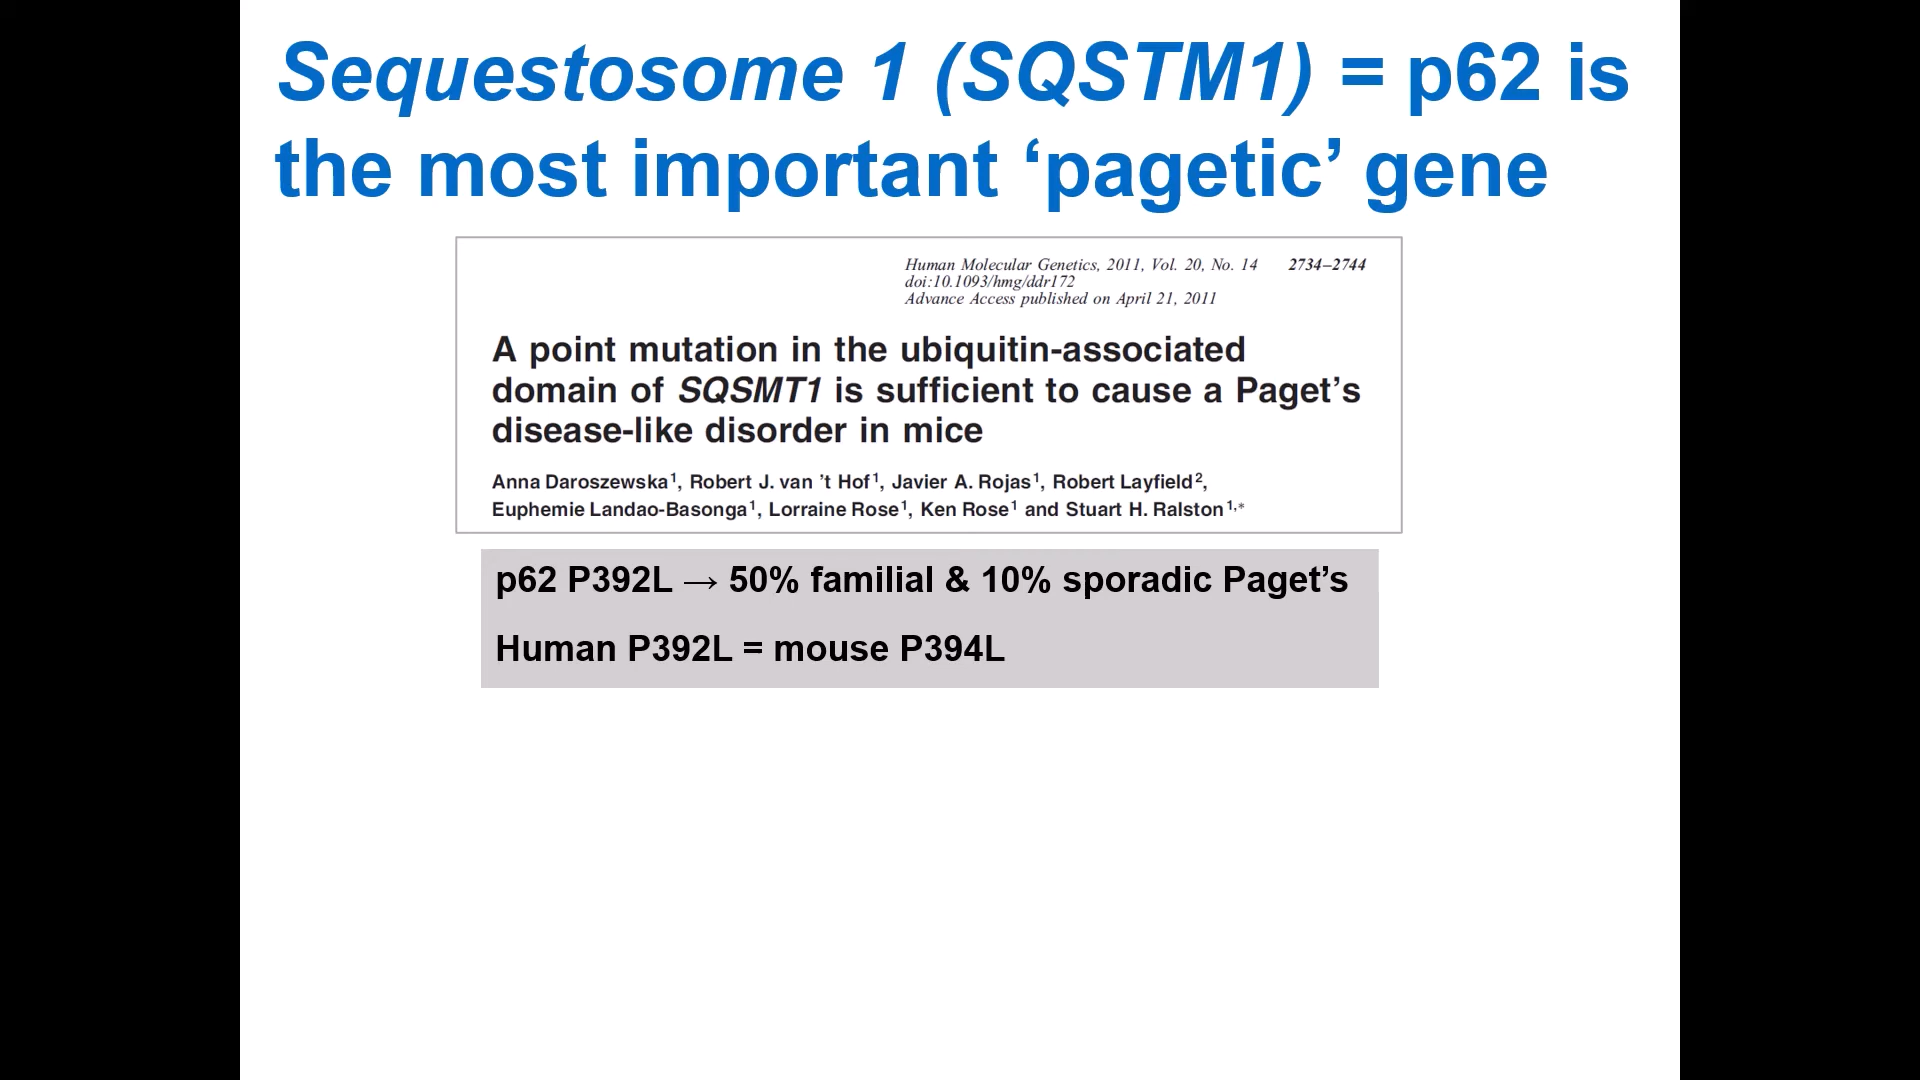 Sequestosome 1 (SQSTM1) = p62 is
the most important ‘pagetic’ gene
Human Molecular Genetics, 2011, Vol. 20, No. 14 2734–2744
doi:10.1093/hmg/ddr172
Advance Access published on April 21, 2011
A point mutation in the ubiquitin-associated
domain of SQSMT1 is sufficient to cause a Paget’s
disease-like disorder in mice
Anna Daroszewska1, Robert J. van ’t Hof1, Javier A. Rojas1, Robert Layfield2,
Euphemie Landao-Basonga1, Lorraine Rose1, Ken Rose1 and Stuart H. Ralston1,*
p62 P392L → 50% familial & 10% sporadic Paget’s
Human P392L = mouse P394L